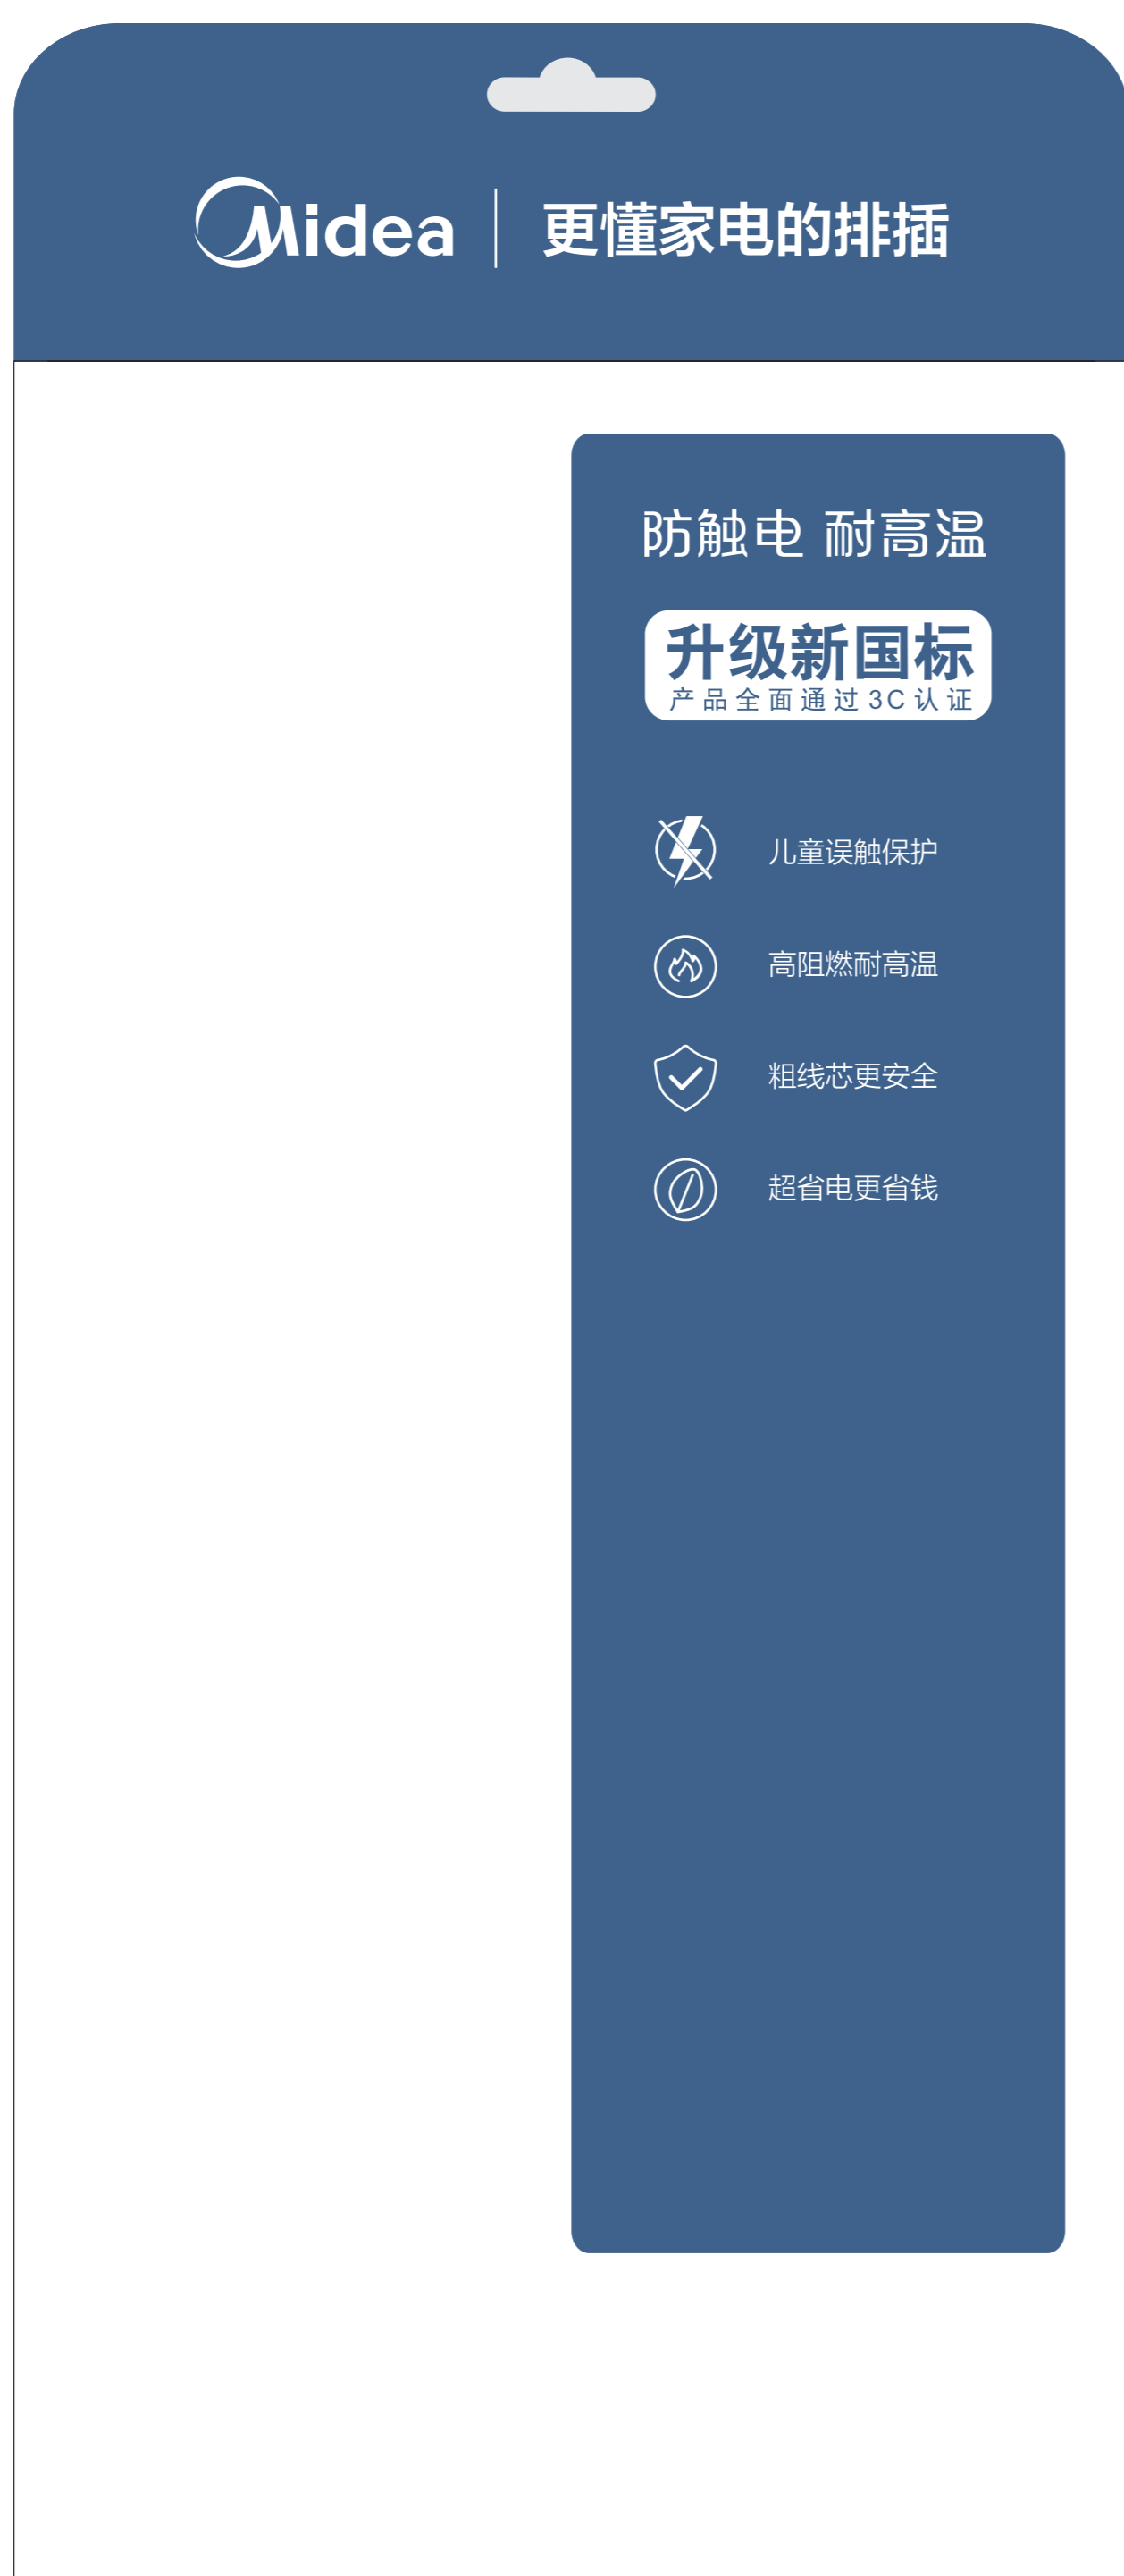 Midea 更懂家电的排插
防触电 耐高温
升级新国标
产品全面通过3C认证
儿童误触保护
高阻燃耐高温
粗线芯更安全
超省电更省钱